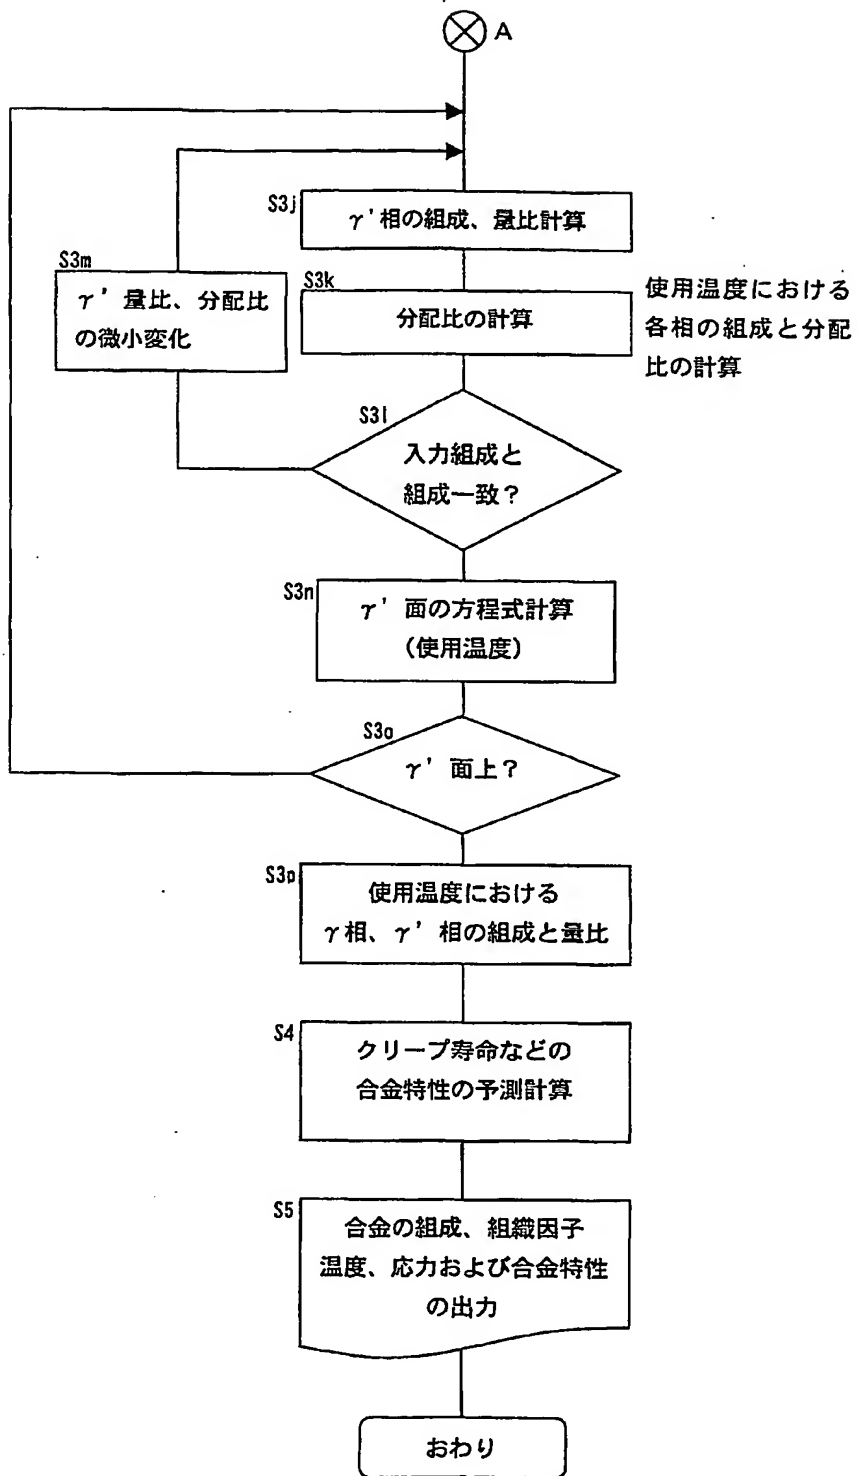 A
S3j
γ'相の組成、量比計算
S3m
γ' 量比、分配比
の微小変化
S3k
分配比の計算
使用温度における
各相の組成と分配
比の計算
S3l
入力組成と
組成一致?
S3n
γ' 面の方程式計算
(使用温度)
S3o
γ' 面上?
S3p
使用温度における
γ相、γ' 相の組成と量比
S4
クリープ寿命などの
合金特性の予測計算
S5
合金の組成、組織因子
温度、応力および合金特性
の出力
おわり